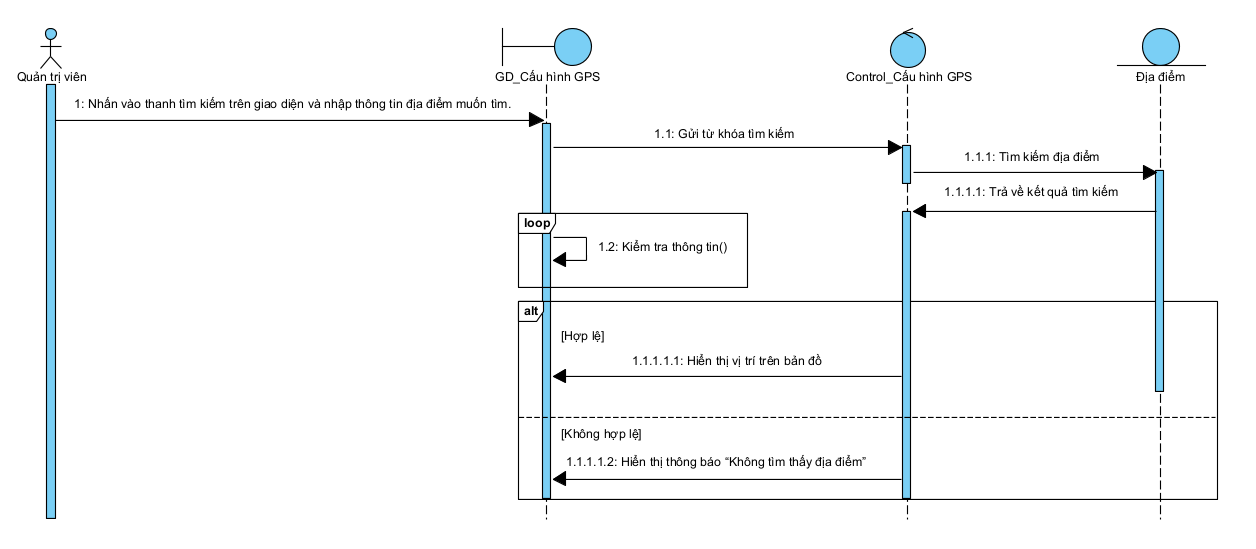 Quản trị viên
GD_Cấu hình GPS
Control_Cấu hình GPS
Địa điểm
1: Nhấn vào thanh tìm kiếm trên giao diện và nhập thông tin địa điểm muốn tìm.
1.1: Gửi từ khóa tìm kiếm
1.1.1: Tìm kiếm địa điểm
1.1.1.1: Trả về kết quả tìm kiếm
loop
1.2: Kiểm tra thông tin()
alt
[Hợp lệ]
1.1.1.1.1: Hiển thị vị trí trên bản đồ
[Không hợp lệ]
1.1.1.1.2: Hiển thị thông báo “Không tìm thấy địa điểm”